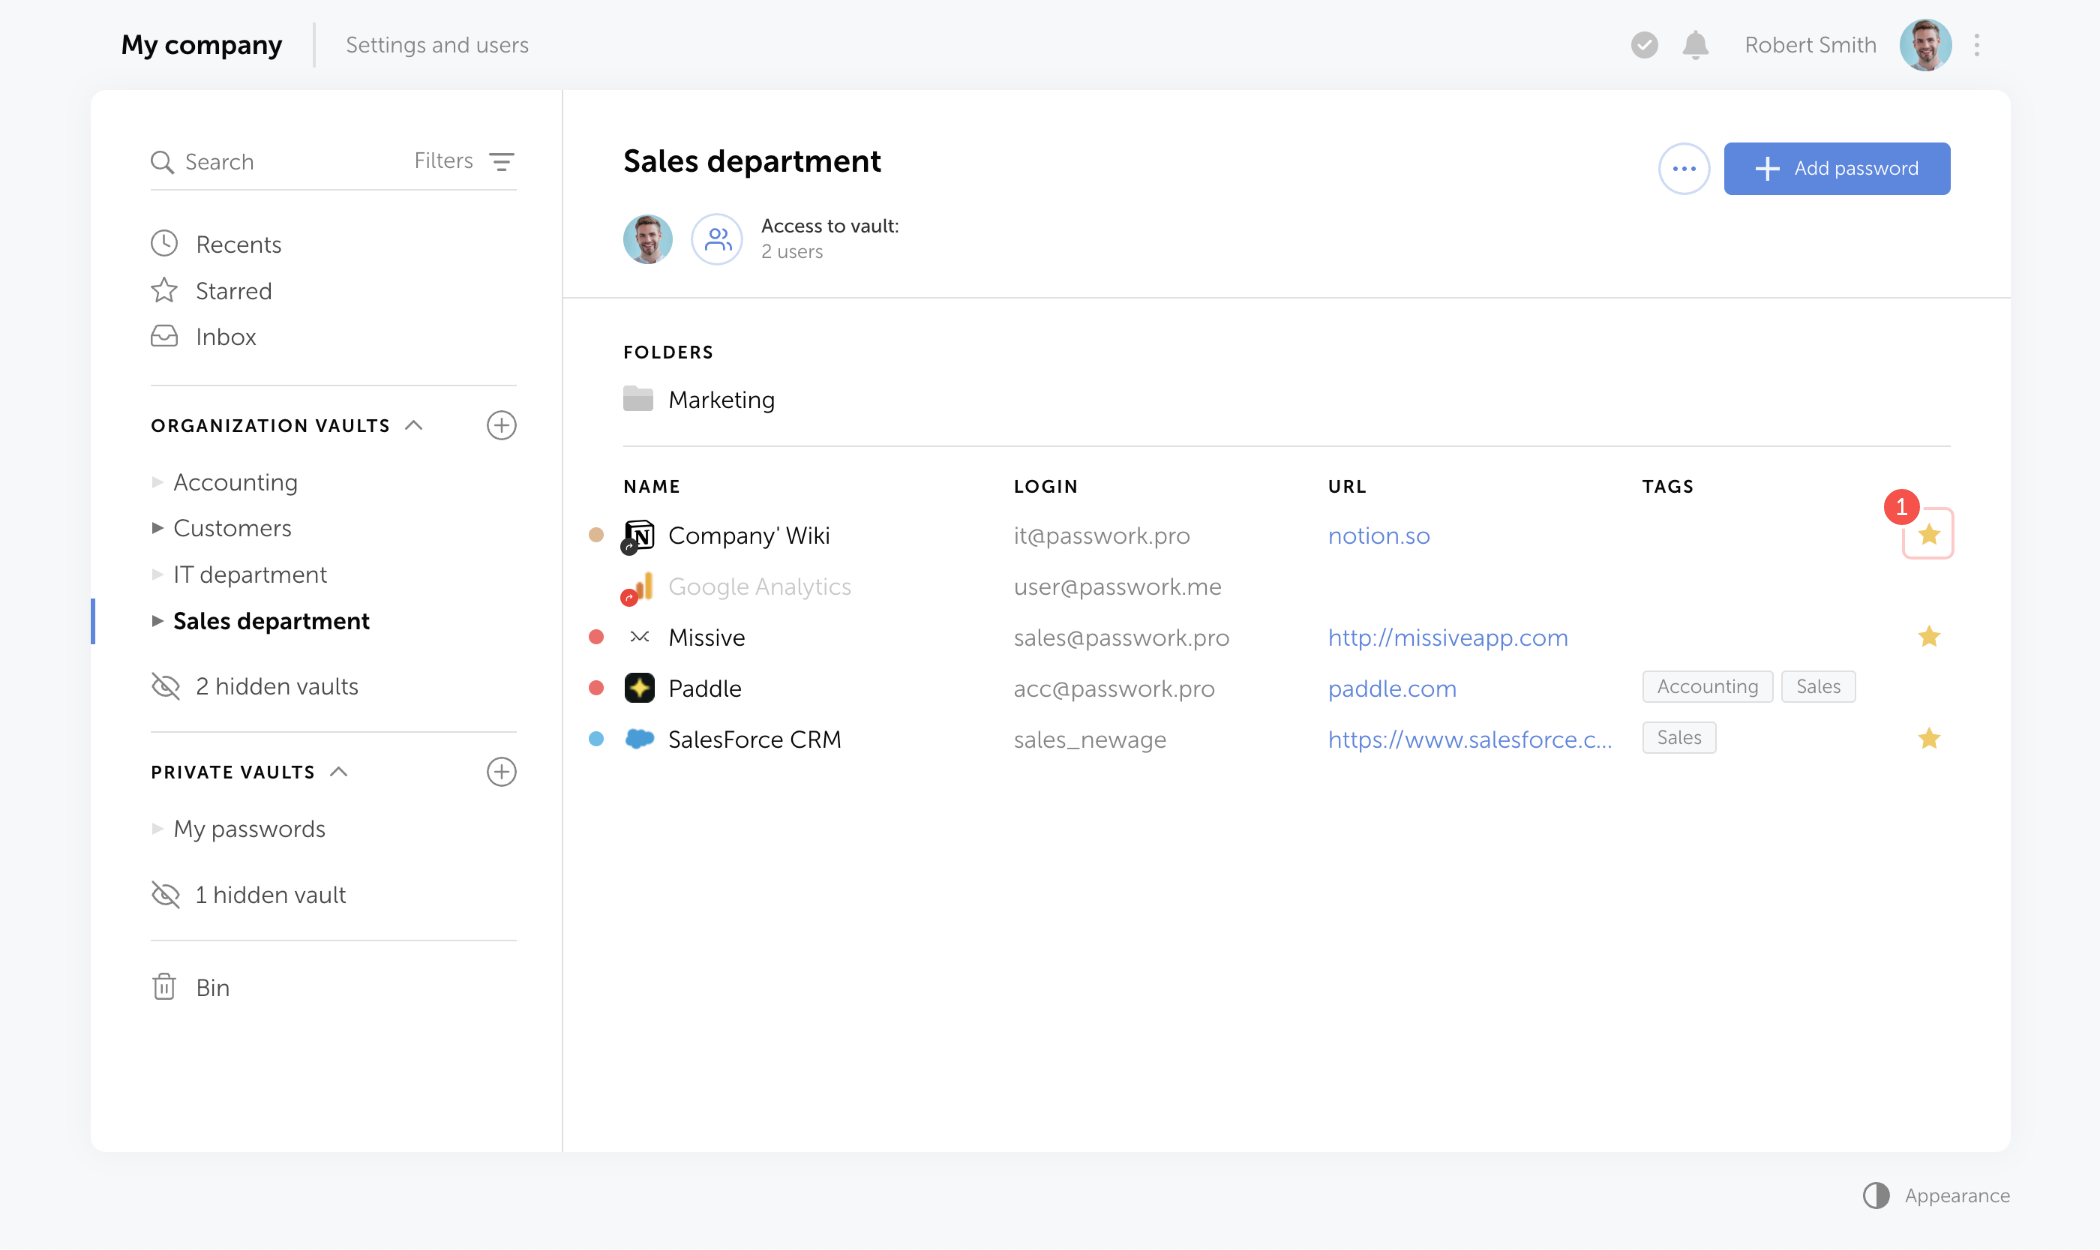 My company
Settings and users
Robert Smith
Search
Filters
Recents
Starred
Inbox
ORGANIZATION VAULTS
Accounting
Customers
IT department
Sales department
2 hidden vaults
PRIVATE VAULTS
My passwords
1 hidden vault
Bin
Sales department
Add password
Access to vault:
2 users
FOLDERS
Marketing
NAME LOGIN URL TAGS
1
Company' Wiki it@passwork.pro notion.so
Google Analytics user@passwork.me
Missive sales@passwork.pro http://missiveapp.com
Paddle acc@passwork.pro paddle.com Accounting Sales
SalesForce CRM sales_newage https://www.salesforce.c... Sales
Appearance